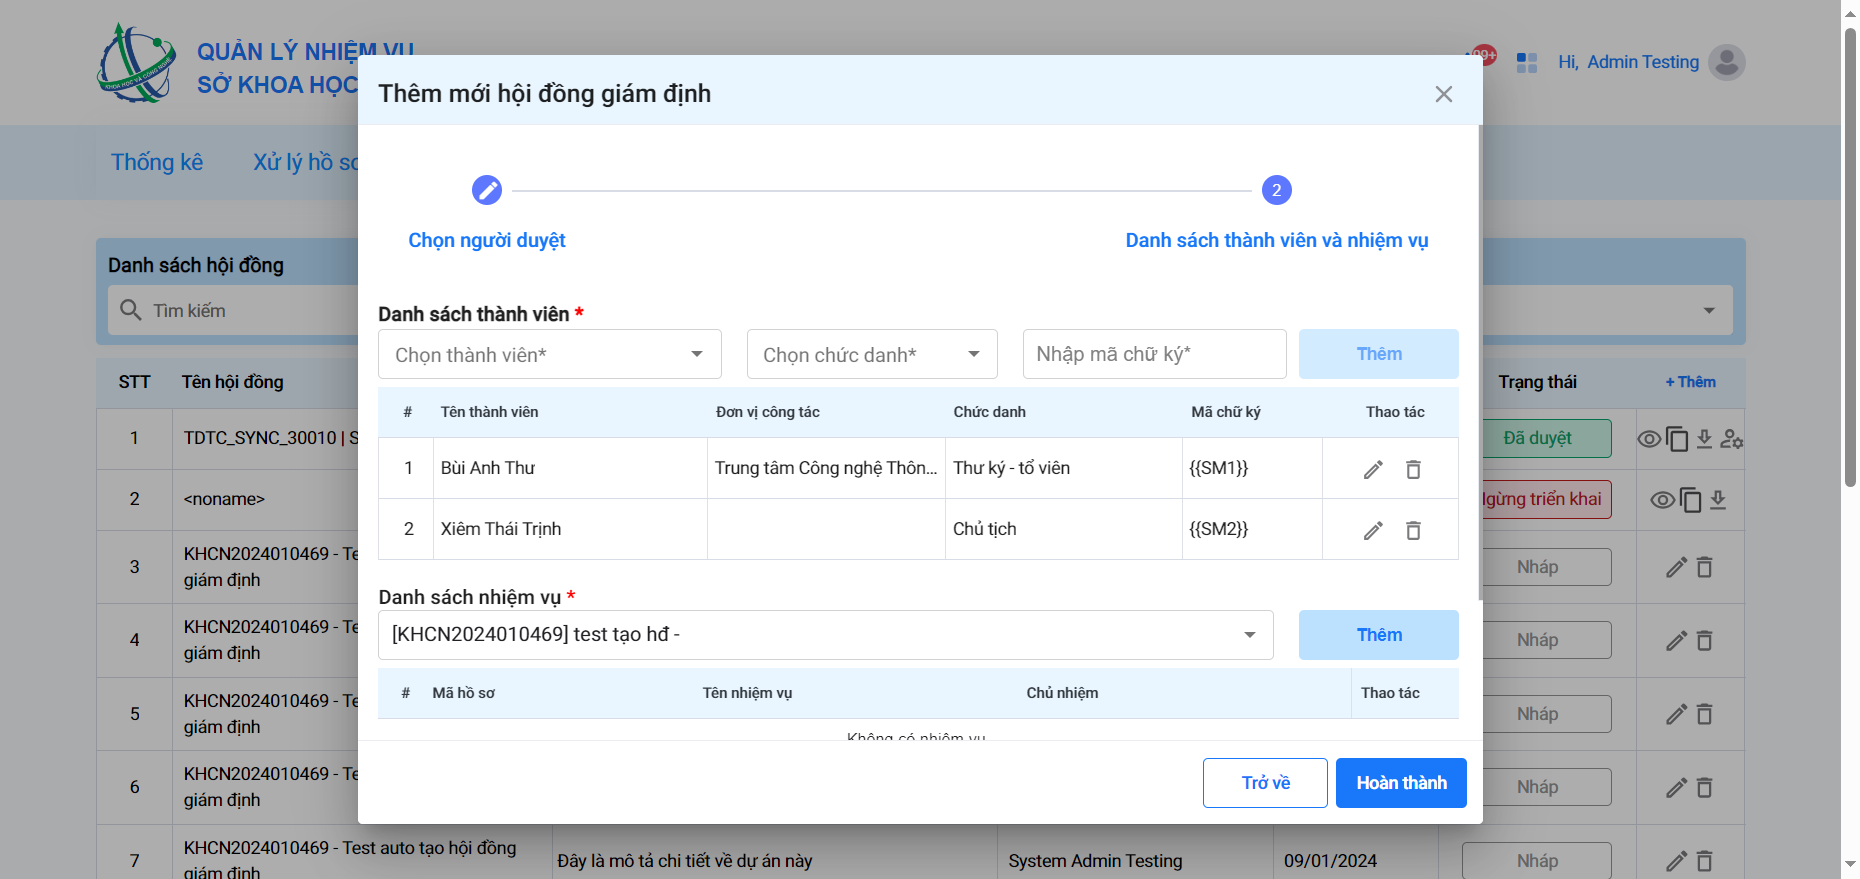 QUẢN LÝ NHIỆM VỤ
SỞ KHOA HỌC
99+
Hi, Admin Testing
Thống kê
Xử lý hồ sơ
Thêm mới hội đồng giám định
2
Chọn người duyệt
Danh sách thành viên và nhiệm vụ
Danh sách hội đồng
Tìm kiếm
Danh sách thành viên *
Chọn thành viên*
Chọn chức danh*
Nhập mã chữ ký*
Thêm
# Tên thành viên Đơn vị công tác Chức danh Mã chữ ký Thao tác
1 Bùi Anh Thư Trung tâm Công nghệ Thôn... Thư ký - tổ viên {{SM1}}
2 Xiêm Thái Trịnh Chủ tịch {{SM2}}
Danh sách nhiệm vụ *
[KHCN2024010469] test tạo hđ -
Thêm
# Mã hồ sơ Tên nhiệm vụ Chủ nhiệm Thao tác
Không có nhiệm vụ
Trở về
Hoàn thành
STT Tên hội đồng Trạng thái + Thêm
1 TDTC_SYNC_30010 | S Đã duyệt
2 <noname> Ngừng triển khai
3 KHCN2024010469 - Te
giám định
Nháp
4 KHCN2024010469 - Te
giám định
Nháp
5 KHCN2024010469 - Te
giám định
Nháp
6 KHCN2024010469 - Te
giám định
Nháp
7 KHCN2024010469 - Test auto tạo hội đồng
giám định
Đây là mô tả chi tiết về dự án này
System Admin Testing
09/01/2024
Nháp